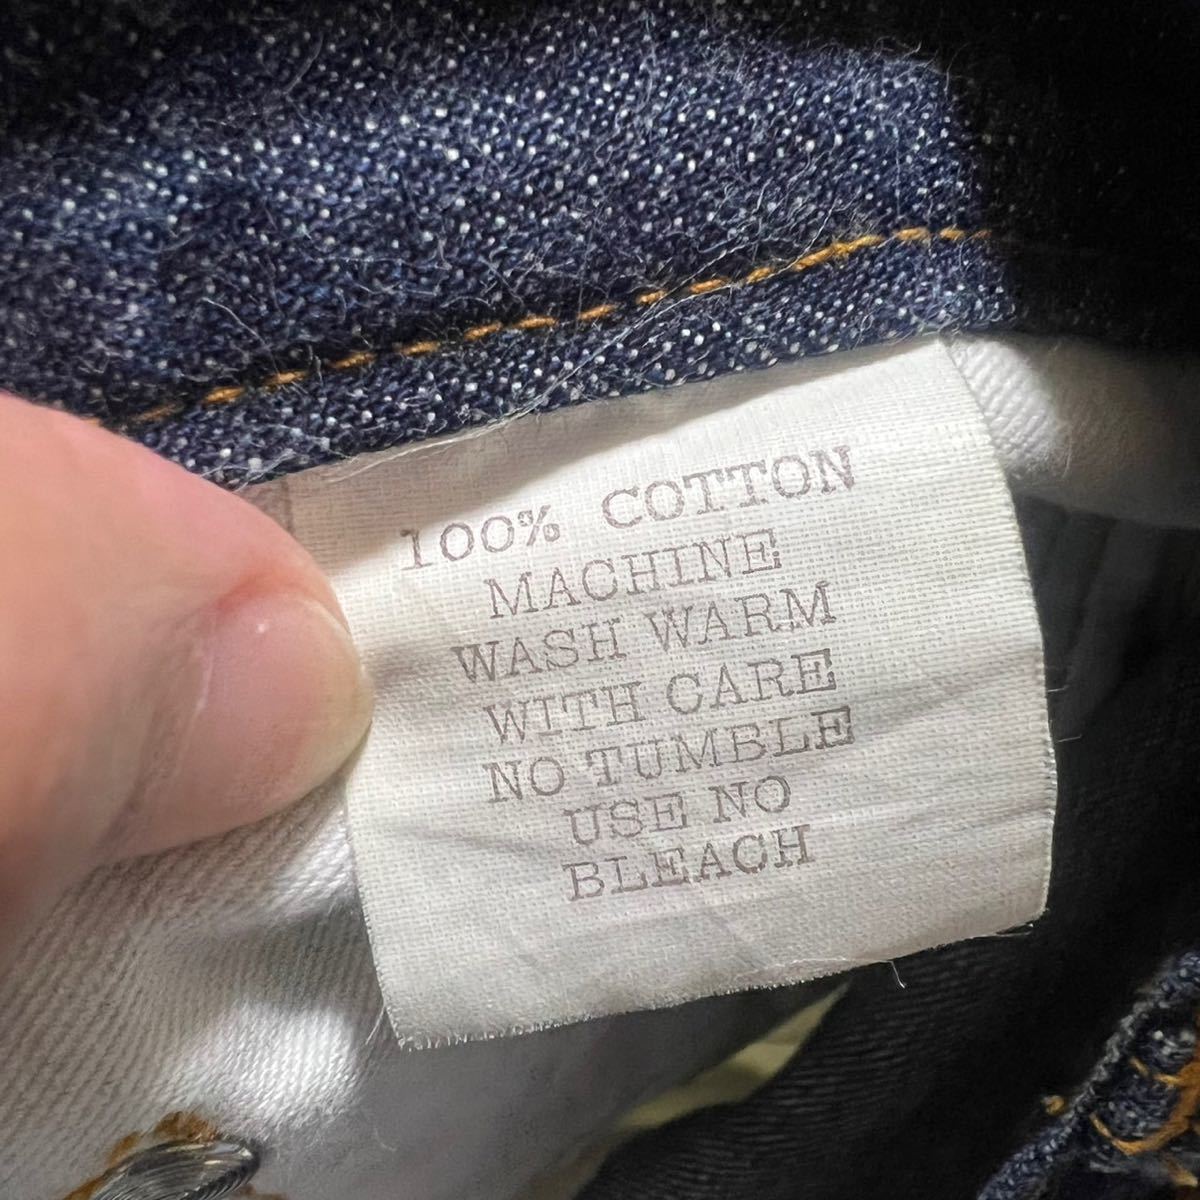 100% COTTON
MACHINE
WASH WARM
WITH CARE
NO TUMBLE
USE NO
BLEACH